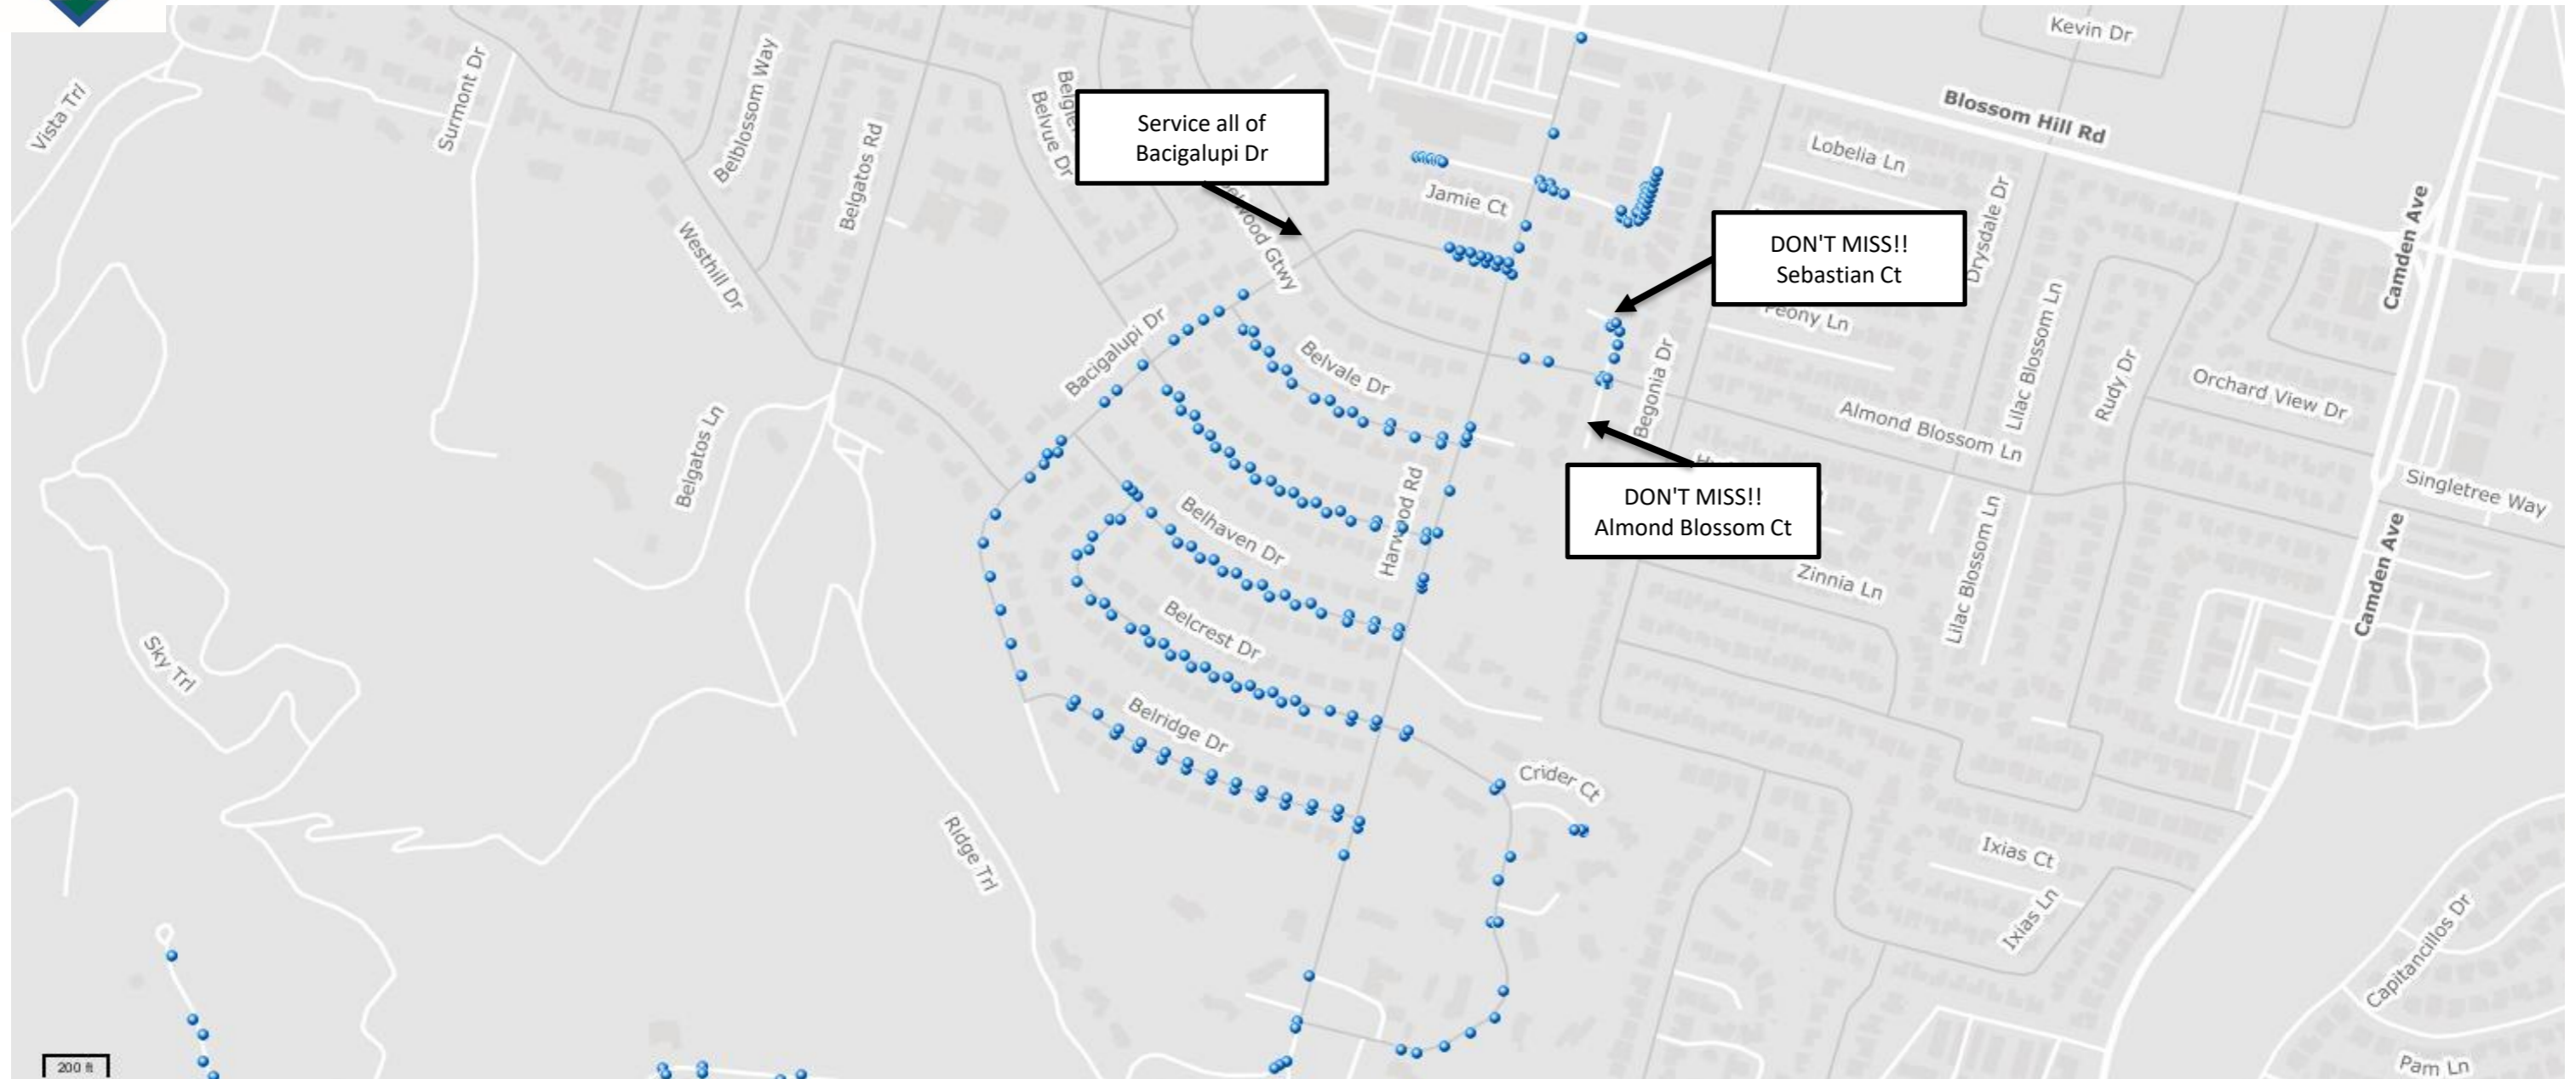 Kevin Dr
Blossom Hill Rd
Vista Trl
Surmont Dr
Belblossom Way
Belgatos Rd
Belvue Dr
Service all of
Bacigalupi Dr
Jamie Ct
Lobelia Ln
Drysdale Dr
Camden Ave
DON'T MISS!!
Sebastian Ct
Westhill Dr
Gtwy
Bacigalupi Dr
Belvale Dr
Peony Ln
Lilac Blossom Ln
Begonia Dr
Rudy Dr
Orchard View Dr
Almond Blossom Ln
Belgatos Ln
Harwood Rd
DON'T MISS!!
Almond Blossom Ct
Singletree Way
Belhaven Dr
Zinnia Ln
Lilac Blossom Ln
Camden Ave
Belcrest Dr
Sky Trl
Belridge Dr
Crider Ct
Ridge Trl
Ixias Ct
Ixias Ln
Capitancillos Dr
Pam Ln
200 ft